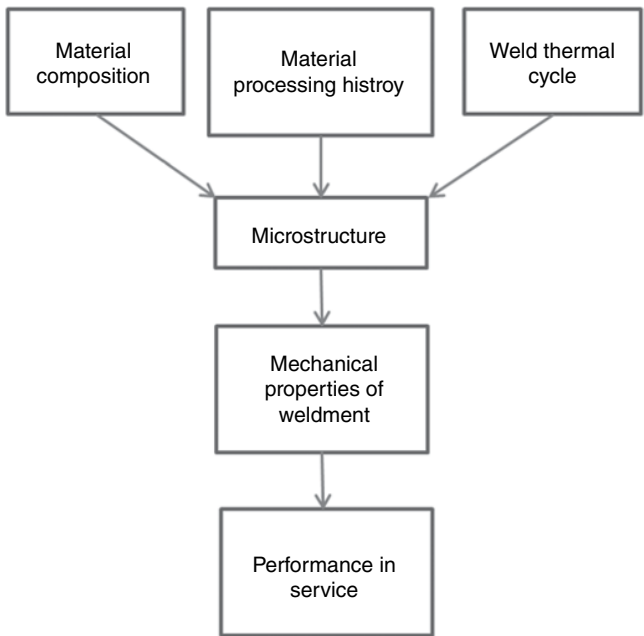 Material
composition
Material
processing histroy
Weld thermal
cycle
Microstructure
Mechanical
properties of
weldment
Performance in
service